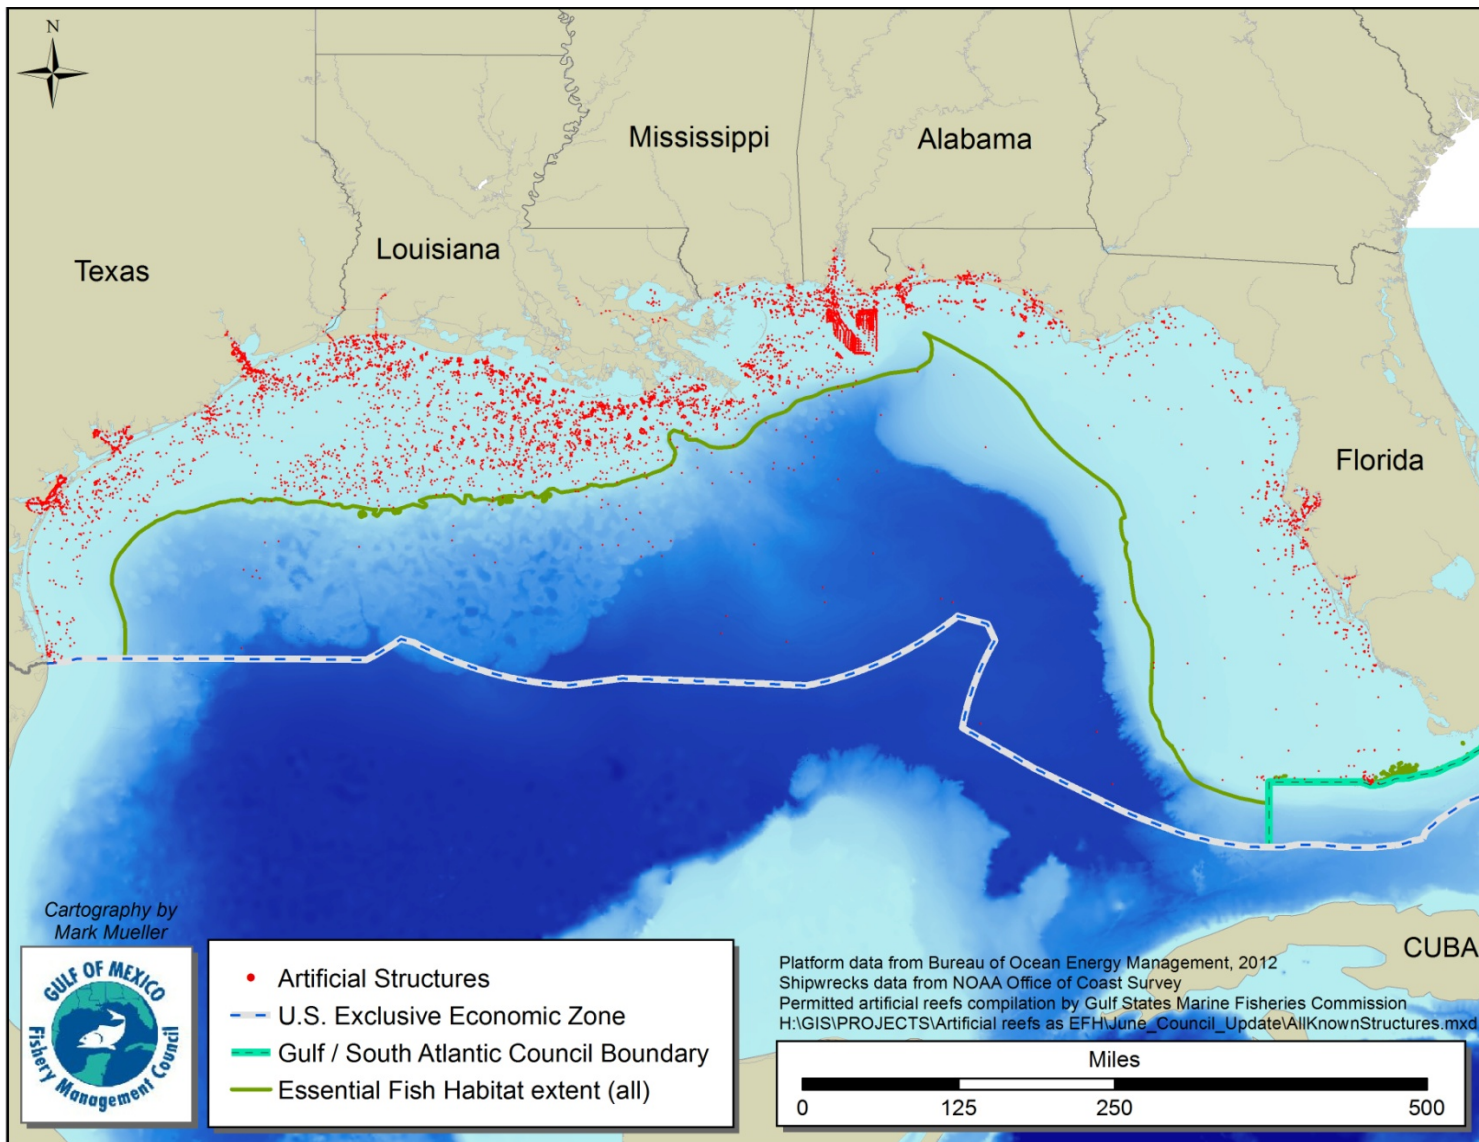 N
Mississippi
Alabama
Louisiana
Texas
Florida
CUBA
Cartography by
Mark Mueller
GULF OF MEXICO
Fishery Management Council
Artificial Structures
U.S. Exclusive Economic Zone
Gulf / South Atlantic Council Boundary
Essential Fish Habitat extent (all)
Platform data from Bureau of Ocean Energy Management, 2012
Shipwrecks data from NOAA Office of Coast Survey
Permitted artificial reefs compilation by Gulf States Marine Fisheries Commission
H:\GIS\PROJECTS\Artificial reefs as EFH\June_Council_Update\AllKnownStructures.mxd
Miles
0 125 250 500